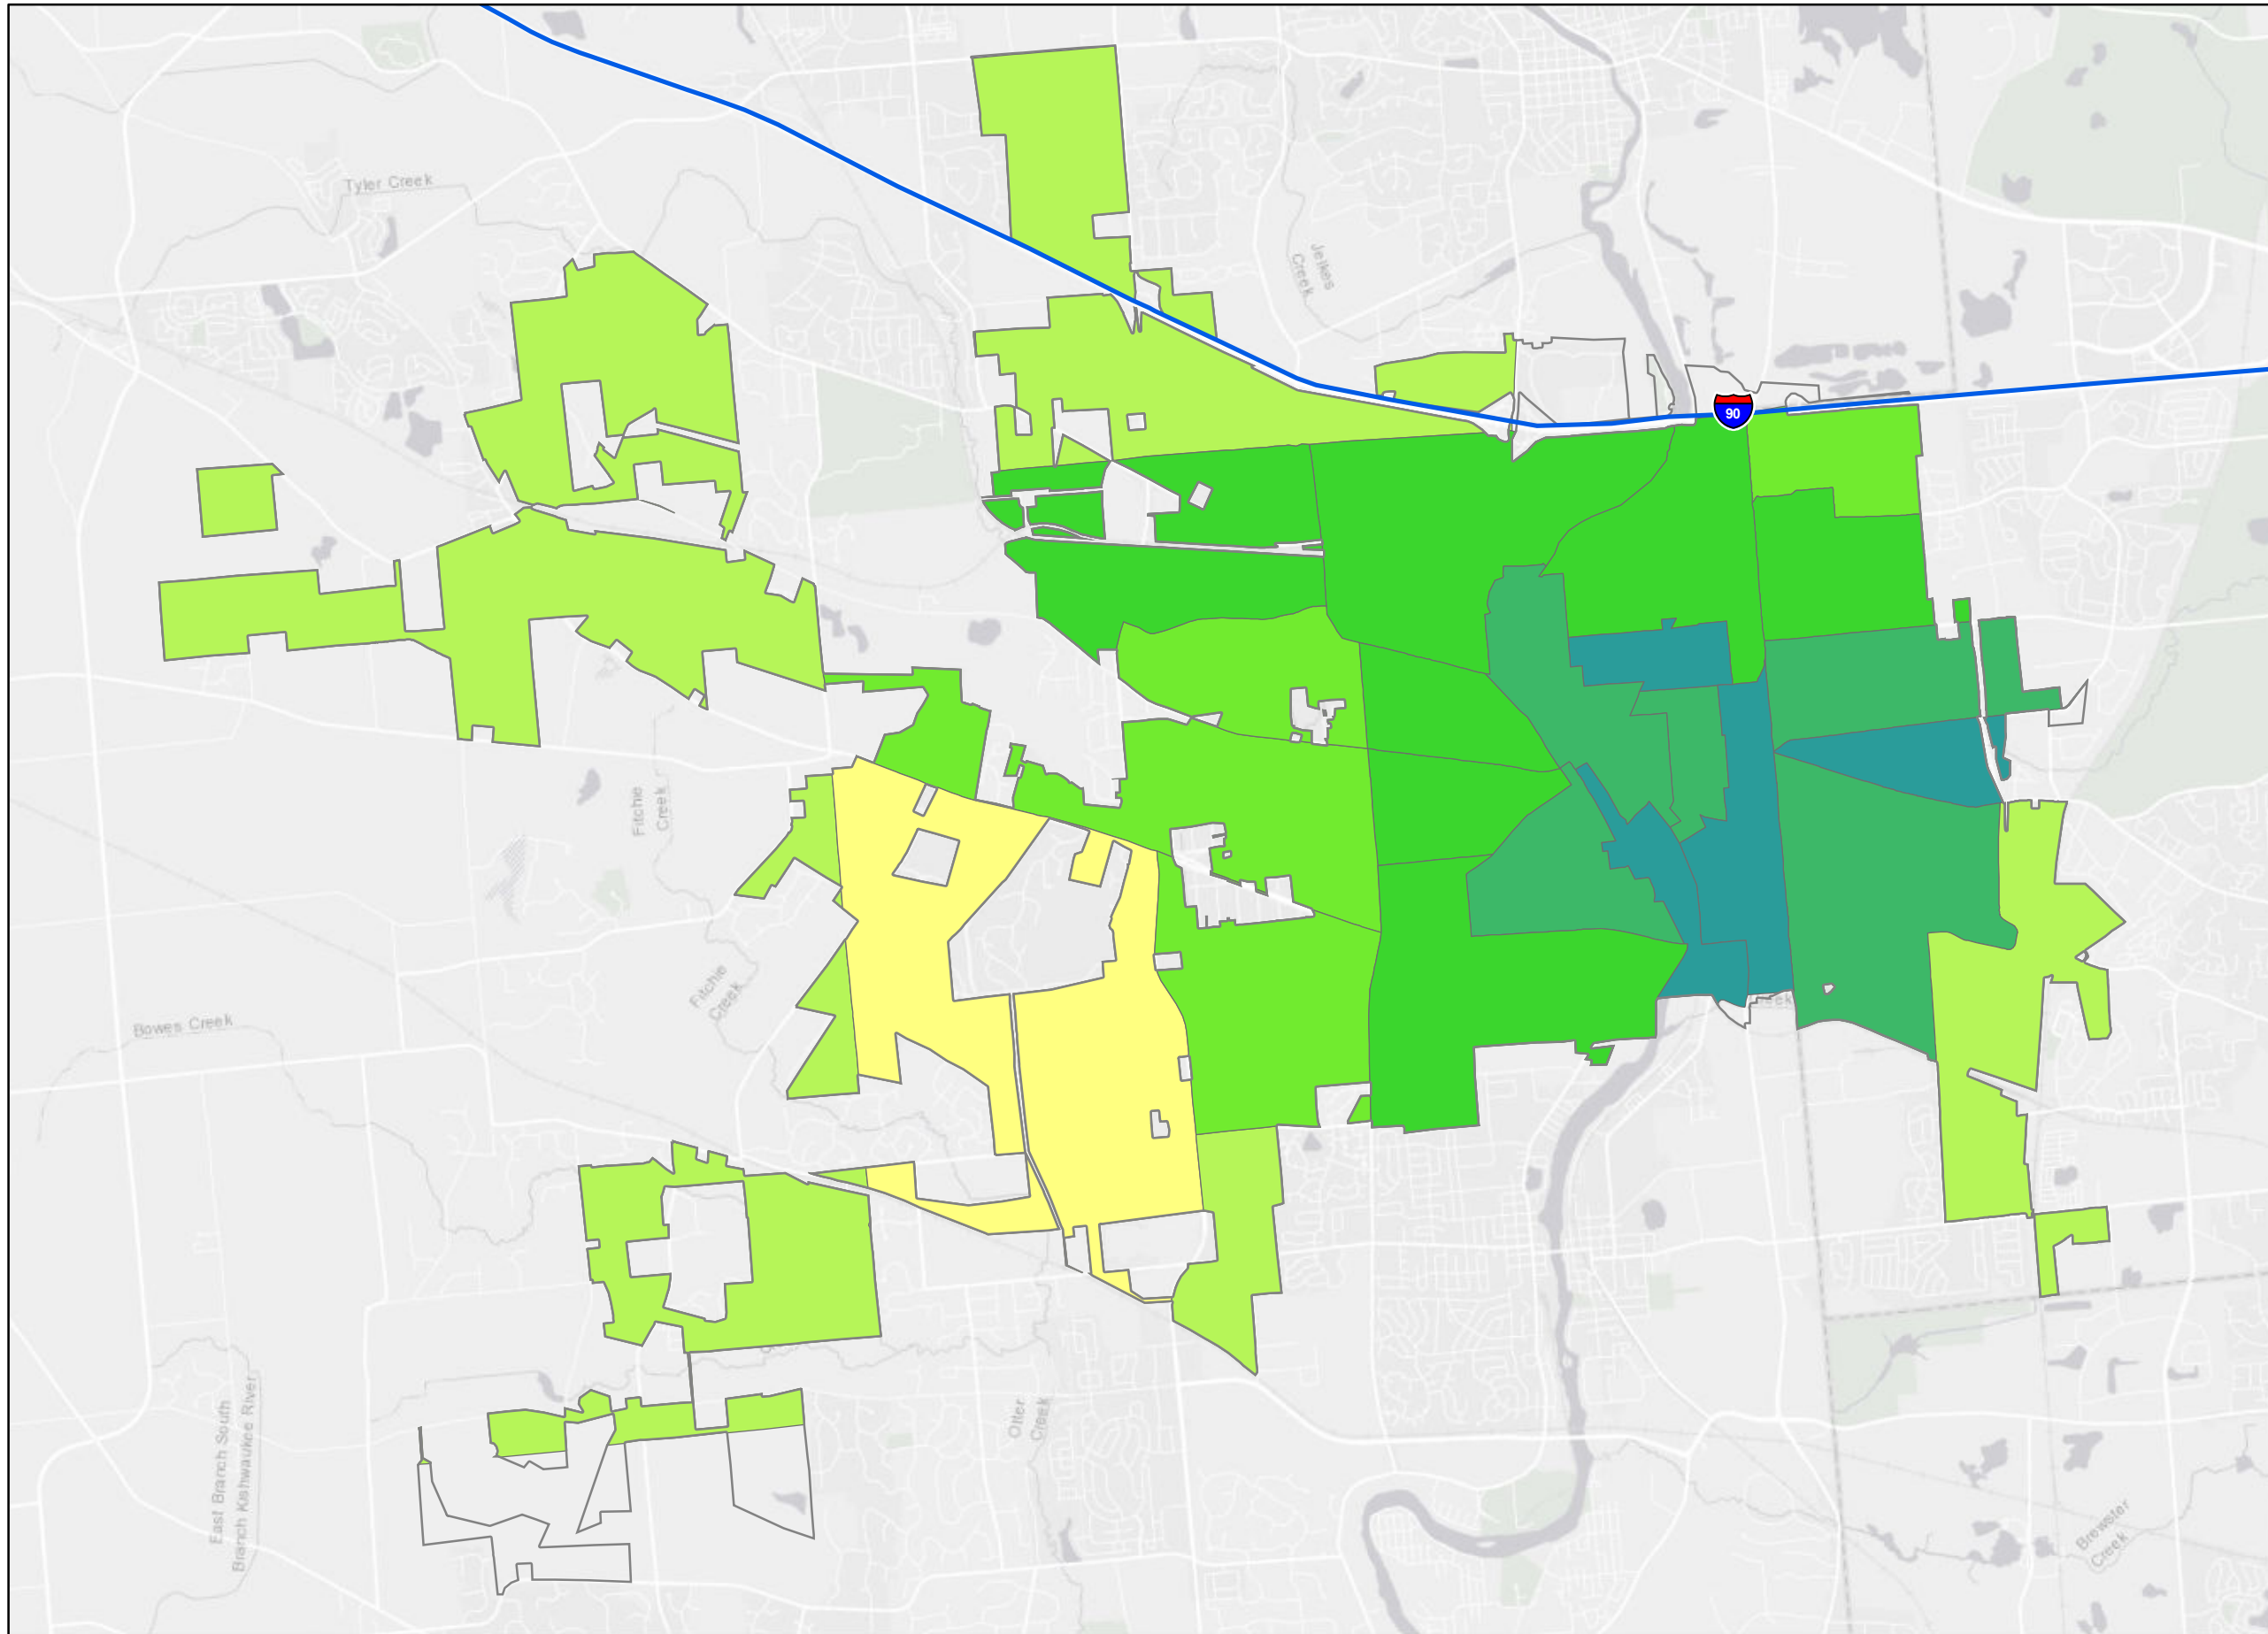 Tyler Creek
Jelkes
Creek
90
Fitchie
Creek
Fitchie
Creek
Bowes Creek
Creek
Otter
Creek
East Branch South
Branch Kishwaukee River
Brewster
Creek